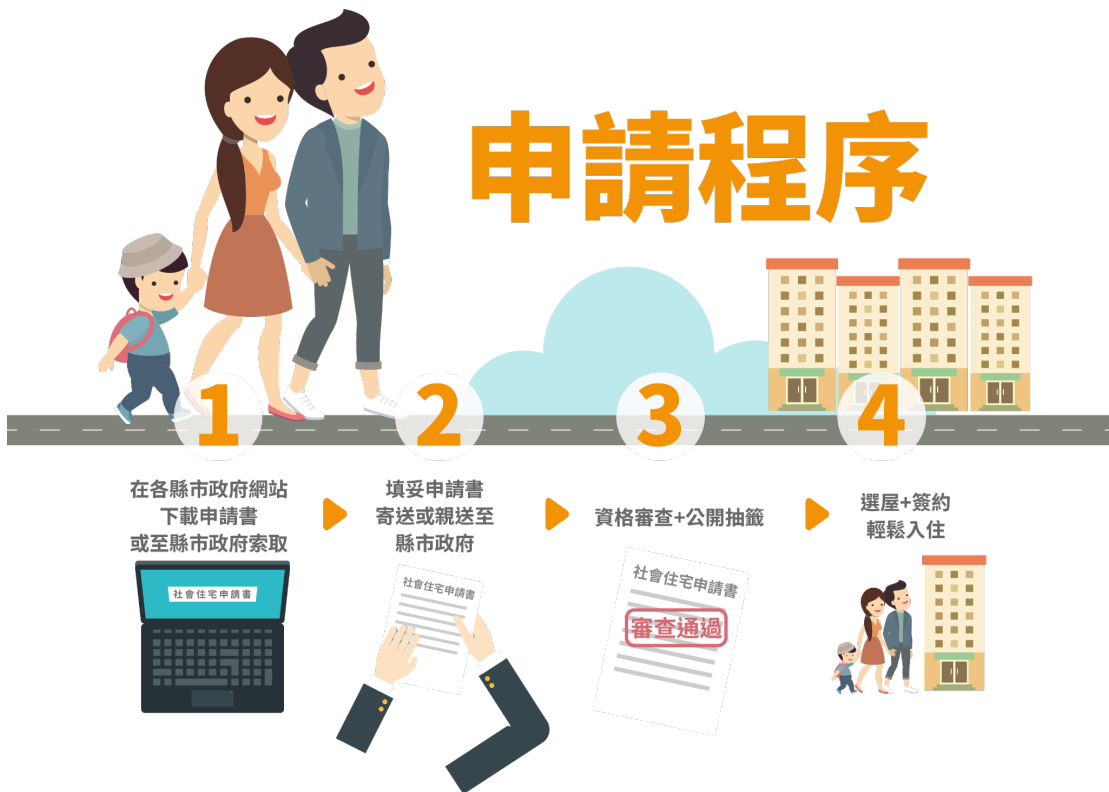 申請程序
1
在各縣市政府網站
下載申請書
或至縣市政府索取
社會住宅申請書
2
填妥申請書
寄送或親送至
縣市政府
社會住宅申請書
3
資格審查+公開抽籤
社會住宅申請書
審查通過
4
選屋+簽約
輕鬆入住